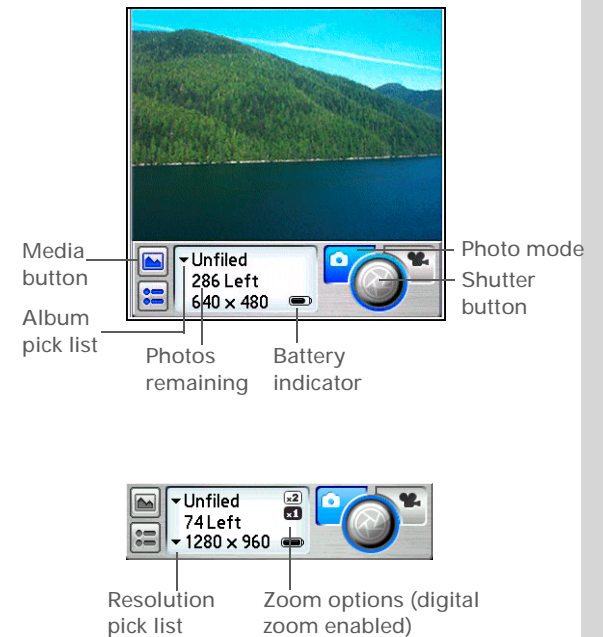 Media
button
Unfiled
286 Left
640 x 480
Photo mode
Shutter
button
Album
pick list
Photos
remaining
Battery
indicator
Unfiled
x2
x1
74 Left
1280 x 960
Resolution
pick list
Zoom options (digital
zoom enabled)